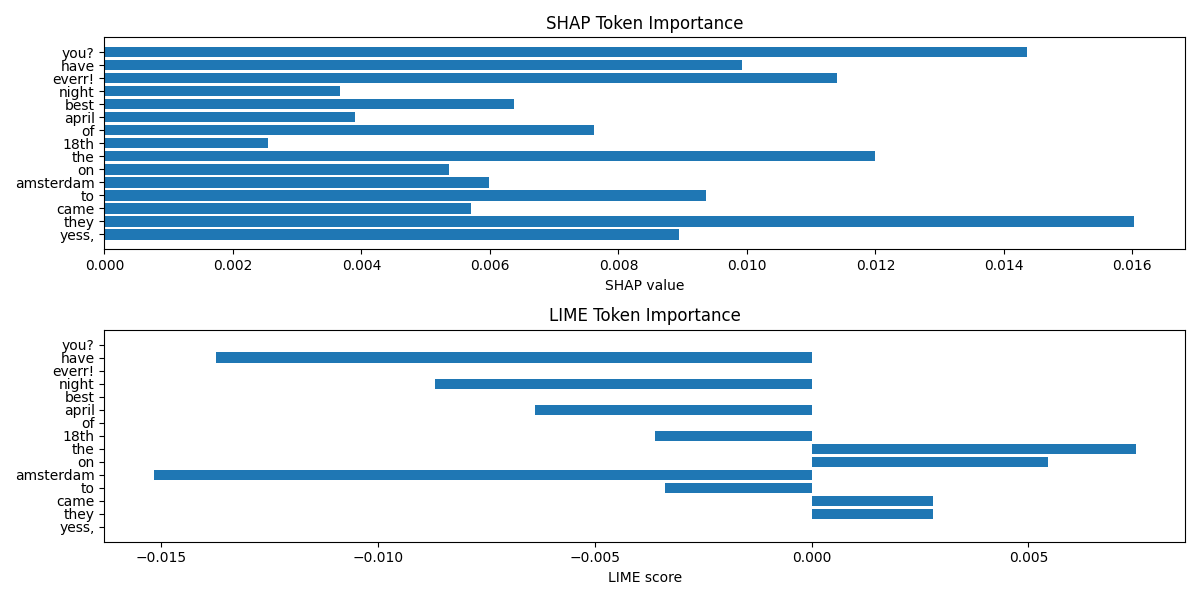 SHAP Token Importance
you?
have
everr!
night
best
april
of
18th
the
on
amsterdam
to
came
they
yess,
0.000 0.002 0.004 0.006 0.008 0.010 0.012 0.014 0.016
SHAP value
LIME Token Importance
you?
have
everr!
night
best
april
of
18th
the
on
amsterdam
to
came
they
yess,
−0.015 −0.010 −0.005 0.000 0.005
LIME score